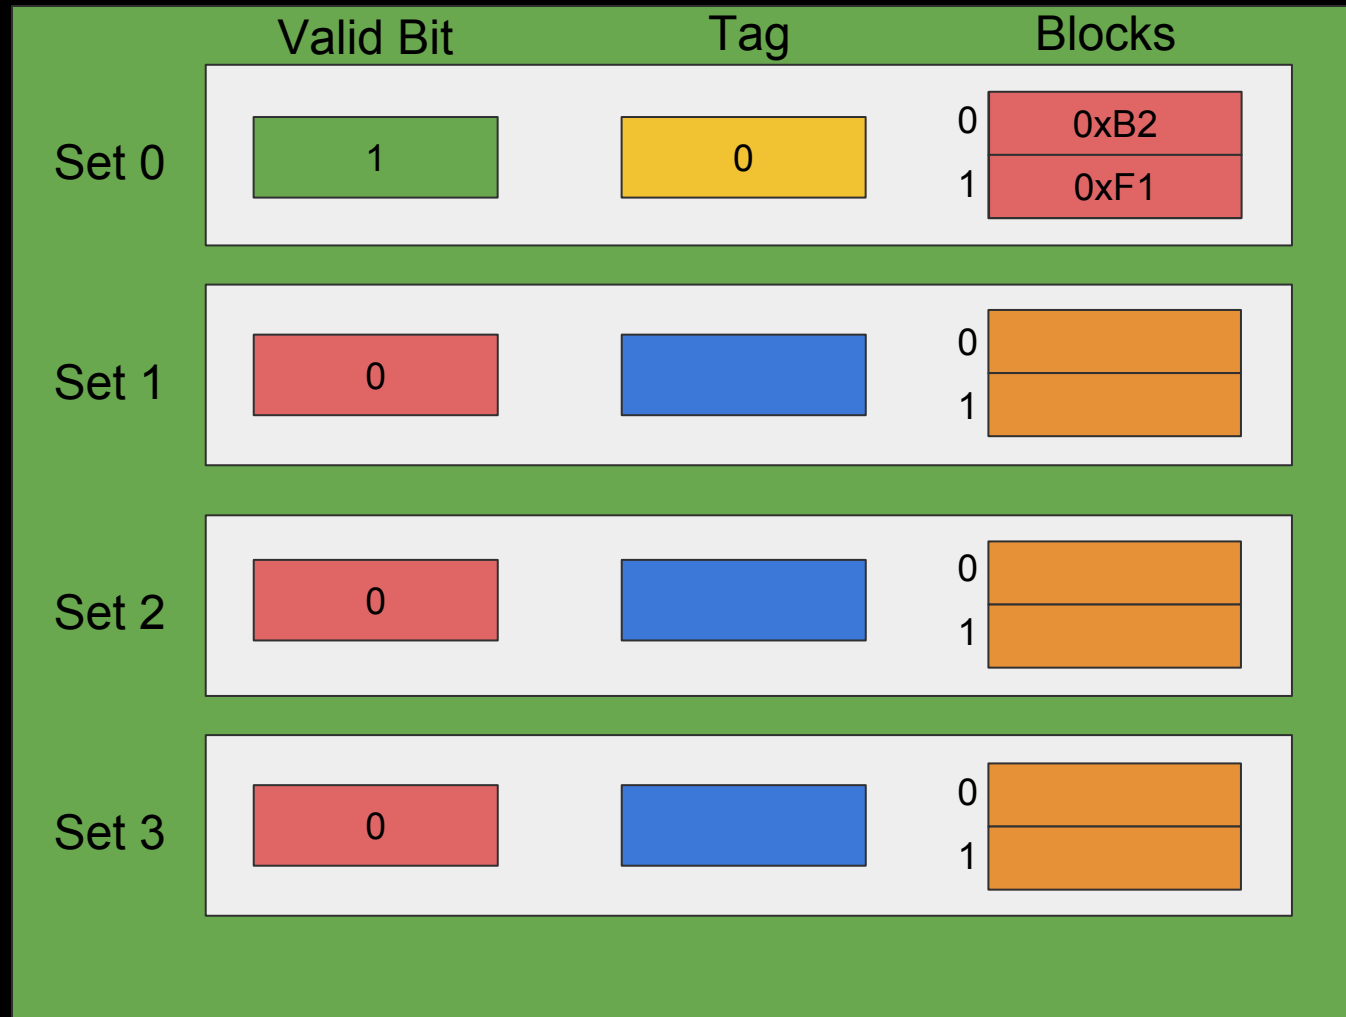 Valid Bit Tag Blocks
Set 0 1 0 0 0xB2
1 0xF1
Set 1 0 0
1
Set 2 0 0
1
Set 3 0 0
1